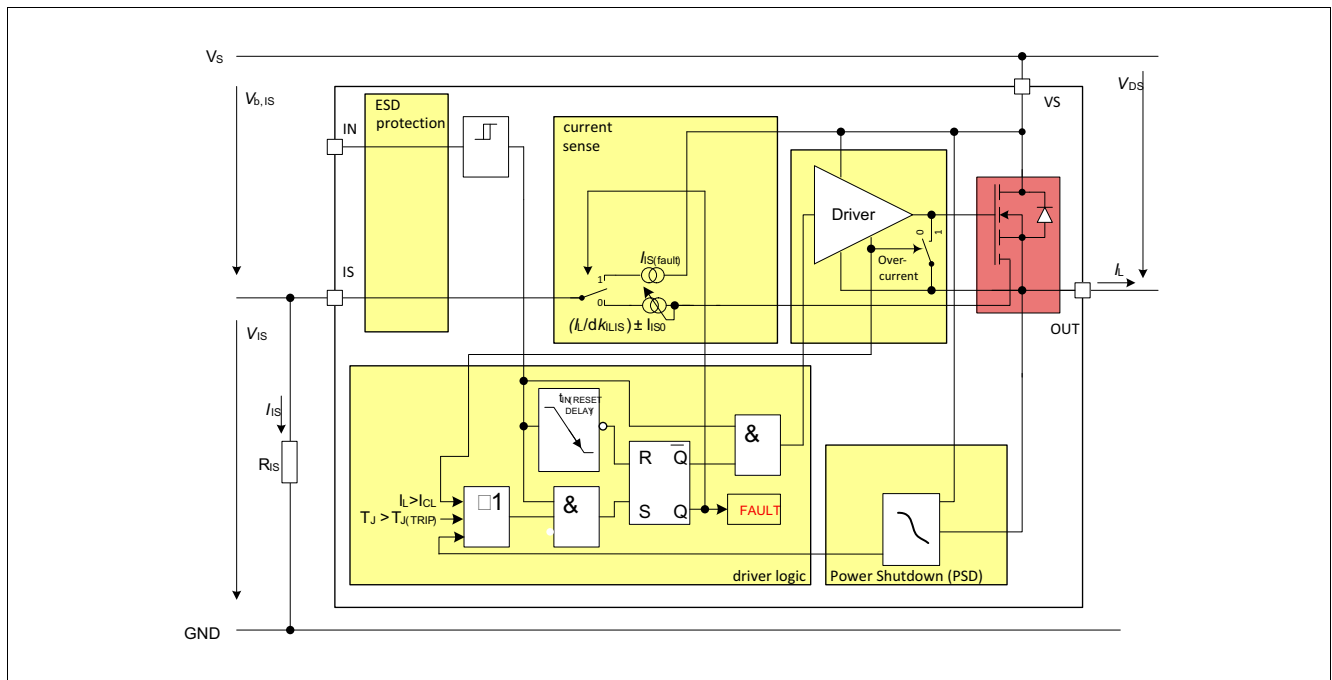 VS
Vb,IS
VDS
VS
ESD
protection
IN
current
sense
Driver
0 1
Over-
current
IIS(fault)
1
0
(IL/dkILIS) ± IIS0
IS
IL
OUT
VIS
IIS
RIS
tIN(RESET
DELAY)
&
R Q
S Q
FAULT
IL>ICL
TJ > TJ(TRIP)
□1
&
driver logic
Power Shutdown (PSD)
GND